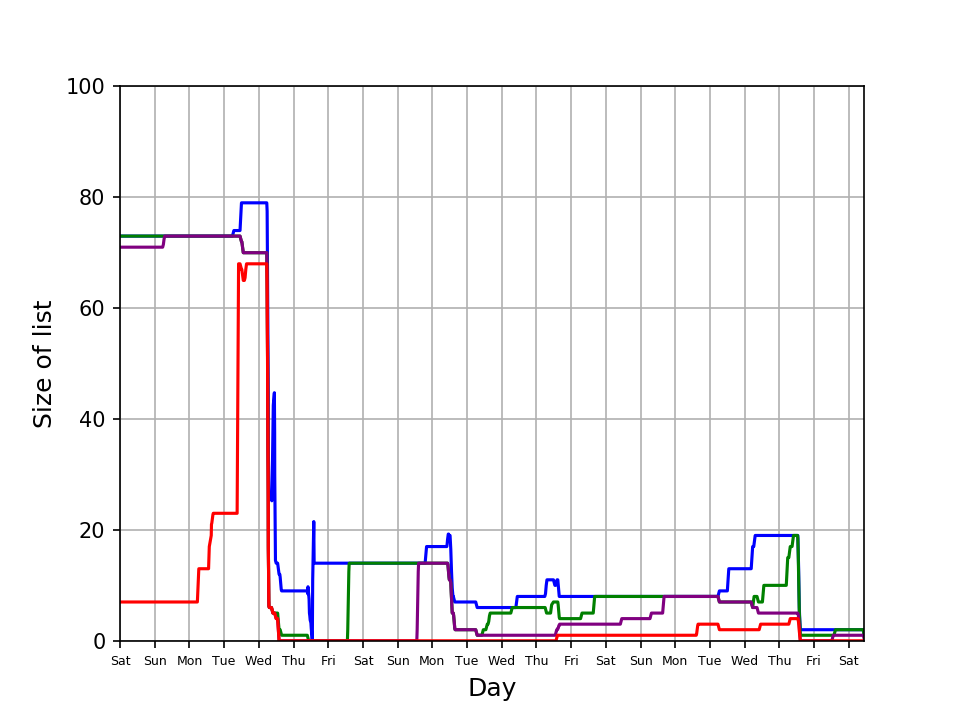 100
80
60
40
20
0
Size of list
Sat Sun Mon Tue Wed Thu Fri Sat Sun Mon Tue Wed Thu Fri Sat Sun Mon Tue Wed Thu Fri Sat
Day